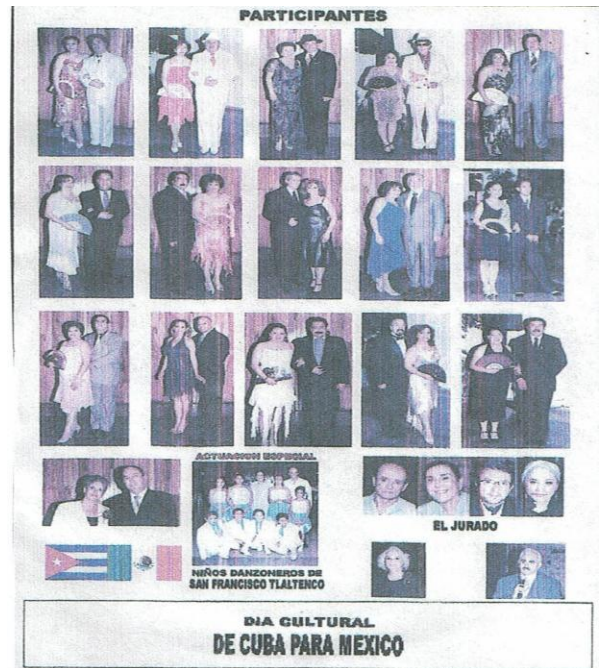 PARTICIPANTES
ACTUACION ESPECIAL
EL JURADO
NIÑOS DANZONEROS DE
SAN FRANCISCO TLALTENCO
DIA CULTURAL
DE CUBA PARA MEXICO